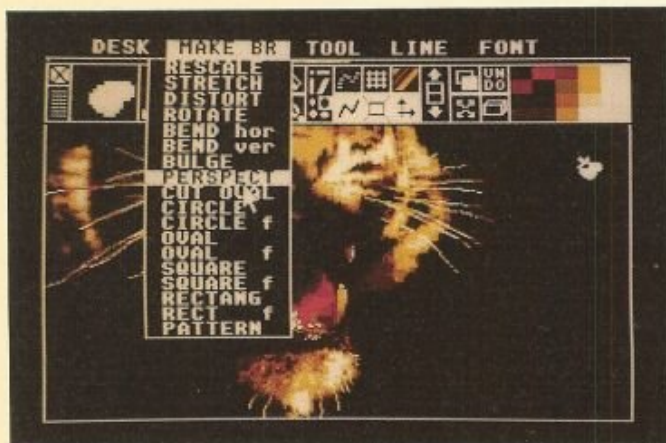 DESK MAKE BR TOOL LINE FONT
RESCALE
STRETCH
DISTORT
ROTATE
BEND hor
BEND ver
BULGE
PERSPECT
CUT OVAL
CIRCLE
CIRCLE f
OVAL
OVAL f
SQUARE
SQUARE f
RECTANG
RECT f
PATTERN
UN
DO